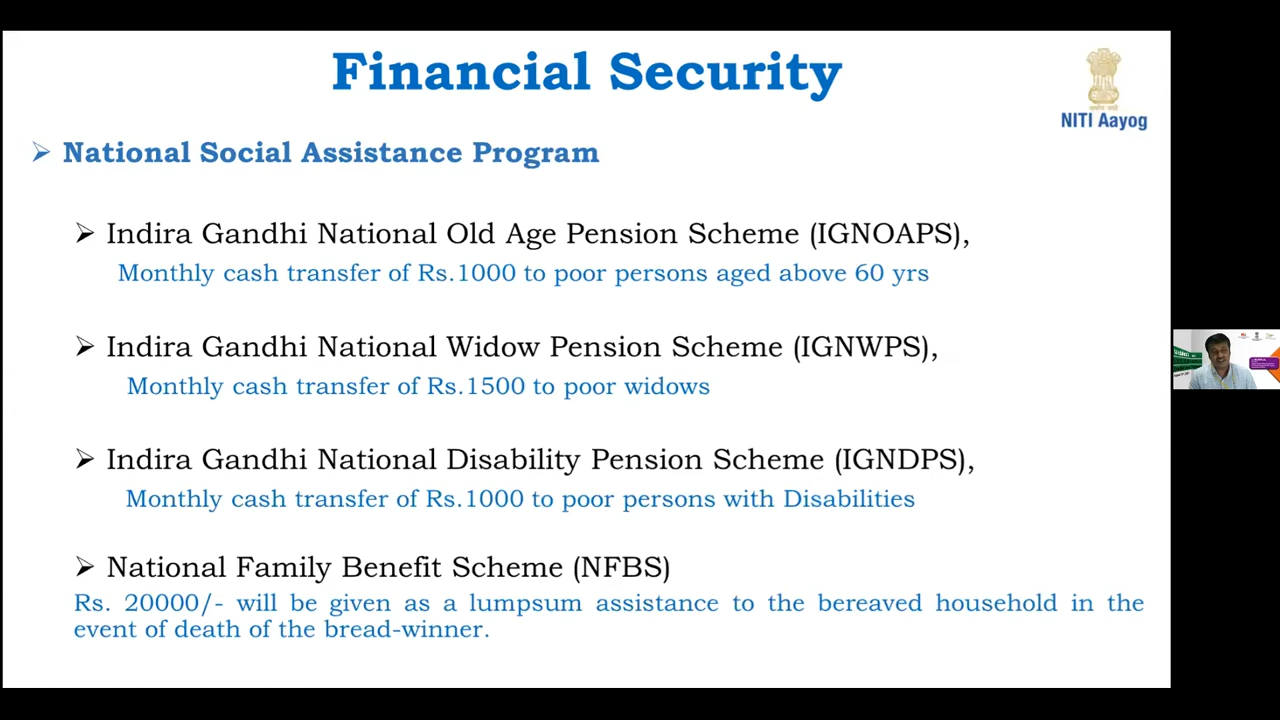 Financial Security
NITI Aayog
➢ National Social Assistance Program
➢ Indira Gandhi National Old Age Pension Scheme (IGNOAPS),
Monthly cash transfer of Rs.1000 to poor persons aged above 60 yrs
➢ Indira Gandhi National Widow Pension Scheme (IGNWPS),
Monthly cash transfer of Rs.1500 to poor widows
➢ Indira Gandhi National Disability Pension Scheme (IGNDPS),
Monthly cash transfer of Rs.1000 to poor persons with Disabilities
➢ National Family Benefit Scheme (NFBS)
Rs. 20000/- will be given as a lumpsum assistance to the bereaved household in the
event of death of the bread-winner.